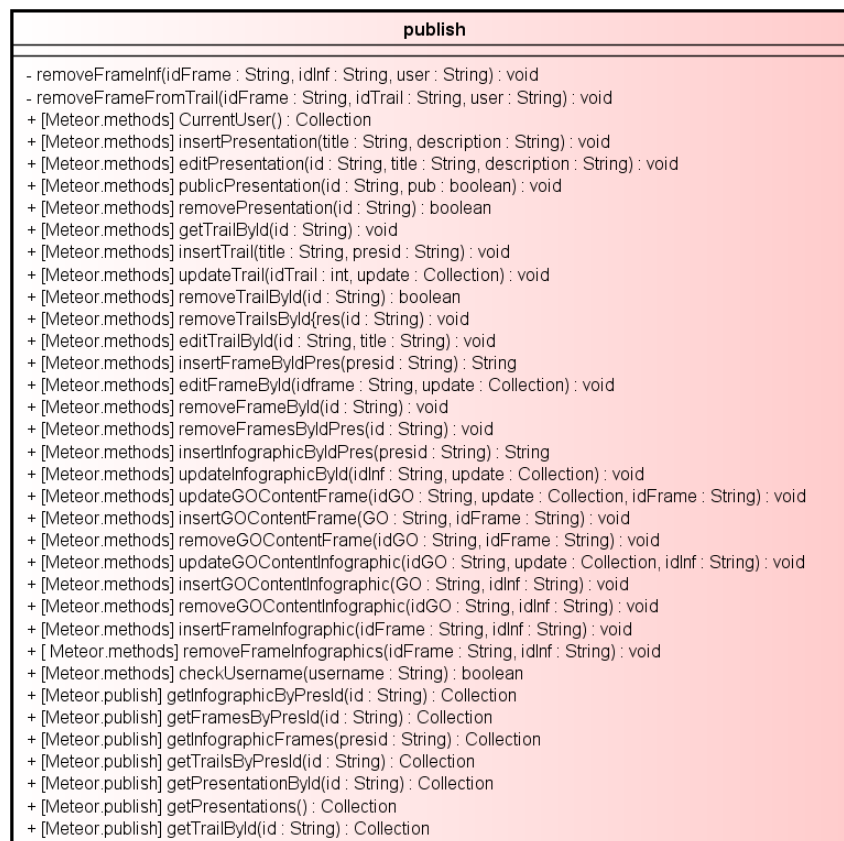 publish
- removeFrameInf(idFrame : String, idInf : String, user : String) : void
- removeFrameFromTrail(idFrame : String, idTrail : String, user : String) : void
+ [Meteor.methods] CurrentUser() : Collection
+ [Meteor.methods] insertPresentation(title : String, description : String) : void
+ [Meteor.methods] editPresentation(id : String, title : String, description : String) : void
+ [Meteor.methods] publicPresentation(id : String, pub : boolean) : void
+ [Meteor.methods] removePresentation(id : String) : boolean
+ [Meteor.methods] getTrailById(id : String) : void
+ [Meteor.methods] insertTrail(title : String, presid : String) : void
+ [Meteor.methods] updateTrail(idTrail : int, update : Collection) : void
+ [Meteor.methods] removeTrailById(id : String) : boolean
+ [Meteor.methods] removeTrailsById{res(id : String) : void
+ [Meteor.methods] editTrailById(id : String, title : String) : void
+ [Meteor.methods] insertFrameByIdPres(presid : String) : String
+ [Meteor.methods] editFrameById(idframe : String, update : Collection) : void
+ [Meteor.methods] removeFrameById(id : String) : void
+ [Meteor.methods] removeFramesByIdPres(id : String) : void
+ [Meteor.methods] insertInfographicByIdPres(presid : String) : String
+ [Meteor.methods] updateInfographicById(idInf : String, update : Collection) : void
+ [Meteor.methods] updateGOContentFrame(idGO : String, update : Collection, idFrame : String) : void
+ [Meteor.methods] insertGOContentFrame(GO : String, idFrame : String) : void
+ [Meteor.methods] removeGOContentFrame(idGO : String, idFrame : String) : void
+ [Meteor.methods] updateGOContentInfographic(idGO : String, update : Collection, idInf : String) : void
+ [Meteor.methods] insertGOContentInfographic(GO : String, idInf : String) : void
+ [Meteor.methods] removeGOContentInfographic(idGO : String, idInf : String) : void
+ [Meteor.methods] insertFrameInfographic(idFrame : String, idInf : String) : void
+ [ Meteor.methods] removeFrameInfographics(idFrame : String, idInf : String) : void
+ [Meteor.methods] checkUsername(username : String) : boolean
+ [Meteor.publish] getInfographicByPresId(id : String) : Collection
+ [Meteor.publish] getFramesByPresId(id : String) : Collection
+ [Meteor.publish] getInfographicFrames(presid : String) : Collection
+ [Meteor.publish] getTrailsByPresId(id : String) : Collection
+ [Meteor.publish] getPresentationById(id : String) : Collection
+ [Meteor.publish] getPresentations() : Collection
+ [Meteor.publish] getTrailById(id : String) : Collection